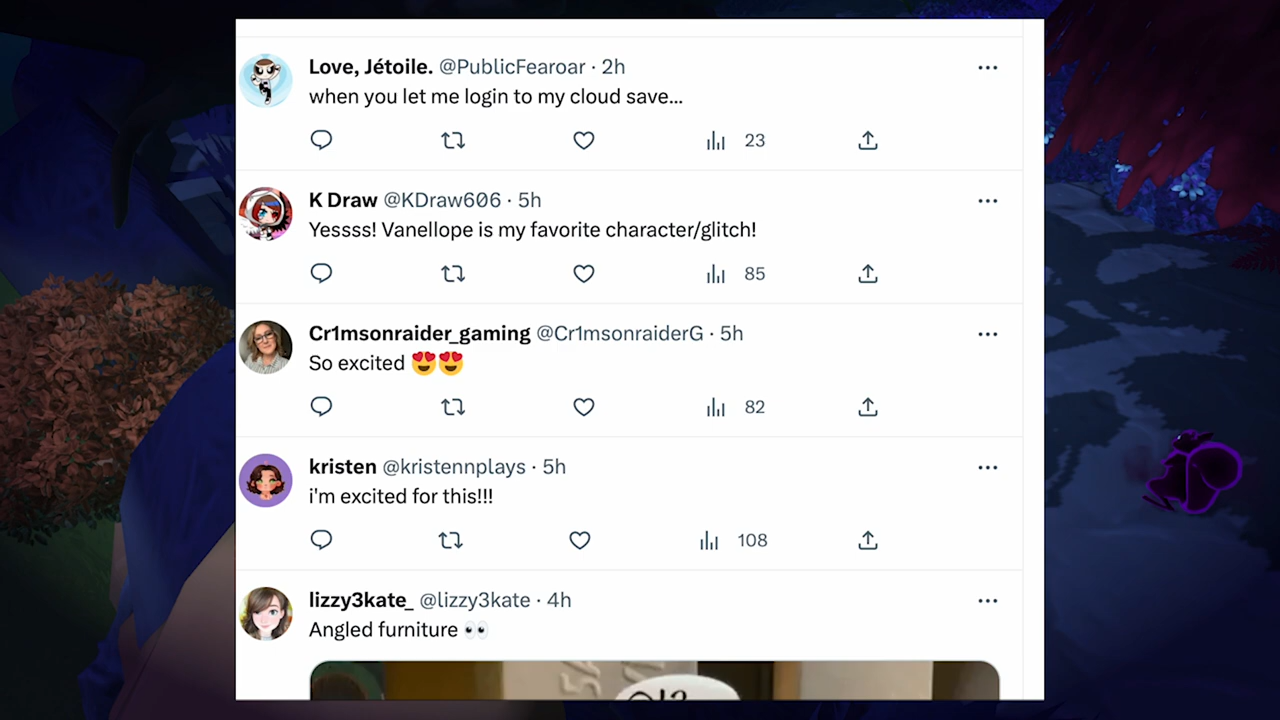 Love, Jétoile. @PublicFearoar · 2h
when you let me login to my cloud save...
23
K Draw @KDraw606 · 5h
Yessss! Vanellope is my favorite character/glitch!
85
Cr1msonraider_gaming @Cr1msonraiderG · 5h
So excited 😍😍
82
kristen @kristennplays · 5h
i'm excited for this!!!
108
lizzy3kate_ @lizzy3kate · 4h
Angled furniture 👀